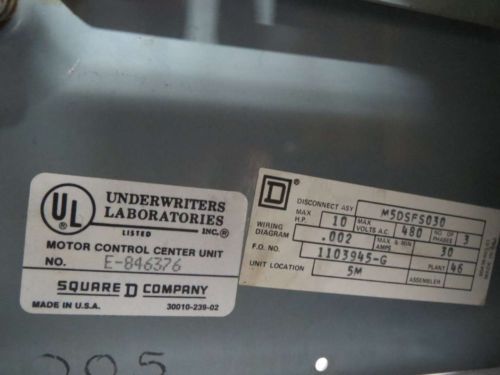 UL
UNDERWRITERS
LABORATORIES
LISTED INC.®
MOTOR CONTROL CENTER UNIT
NO. E-846376
SQUARE D COMPANY
MADE IN U.S.A. 30010-239-02
D
DISCONNECT ASY M5DSFS030
MAX H.P. 10 MAX VOLTS A.C. 480 NO. OF PHASES 3
WIRING DIAGRAM .002 MAX & MIN AMPS 30
F.O. NO. 1103945-G PLANT 46
UNIT LOCATION 5M ASSEMBLER
205